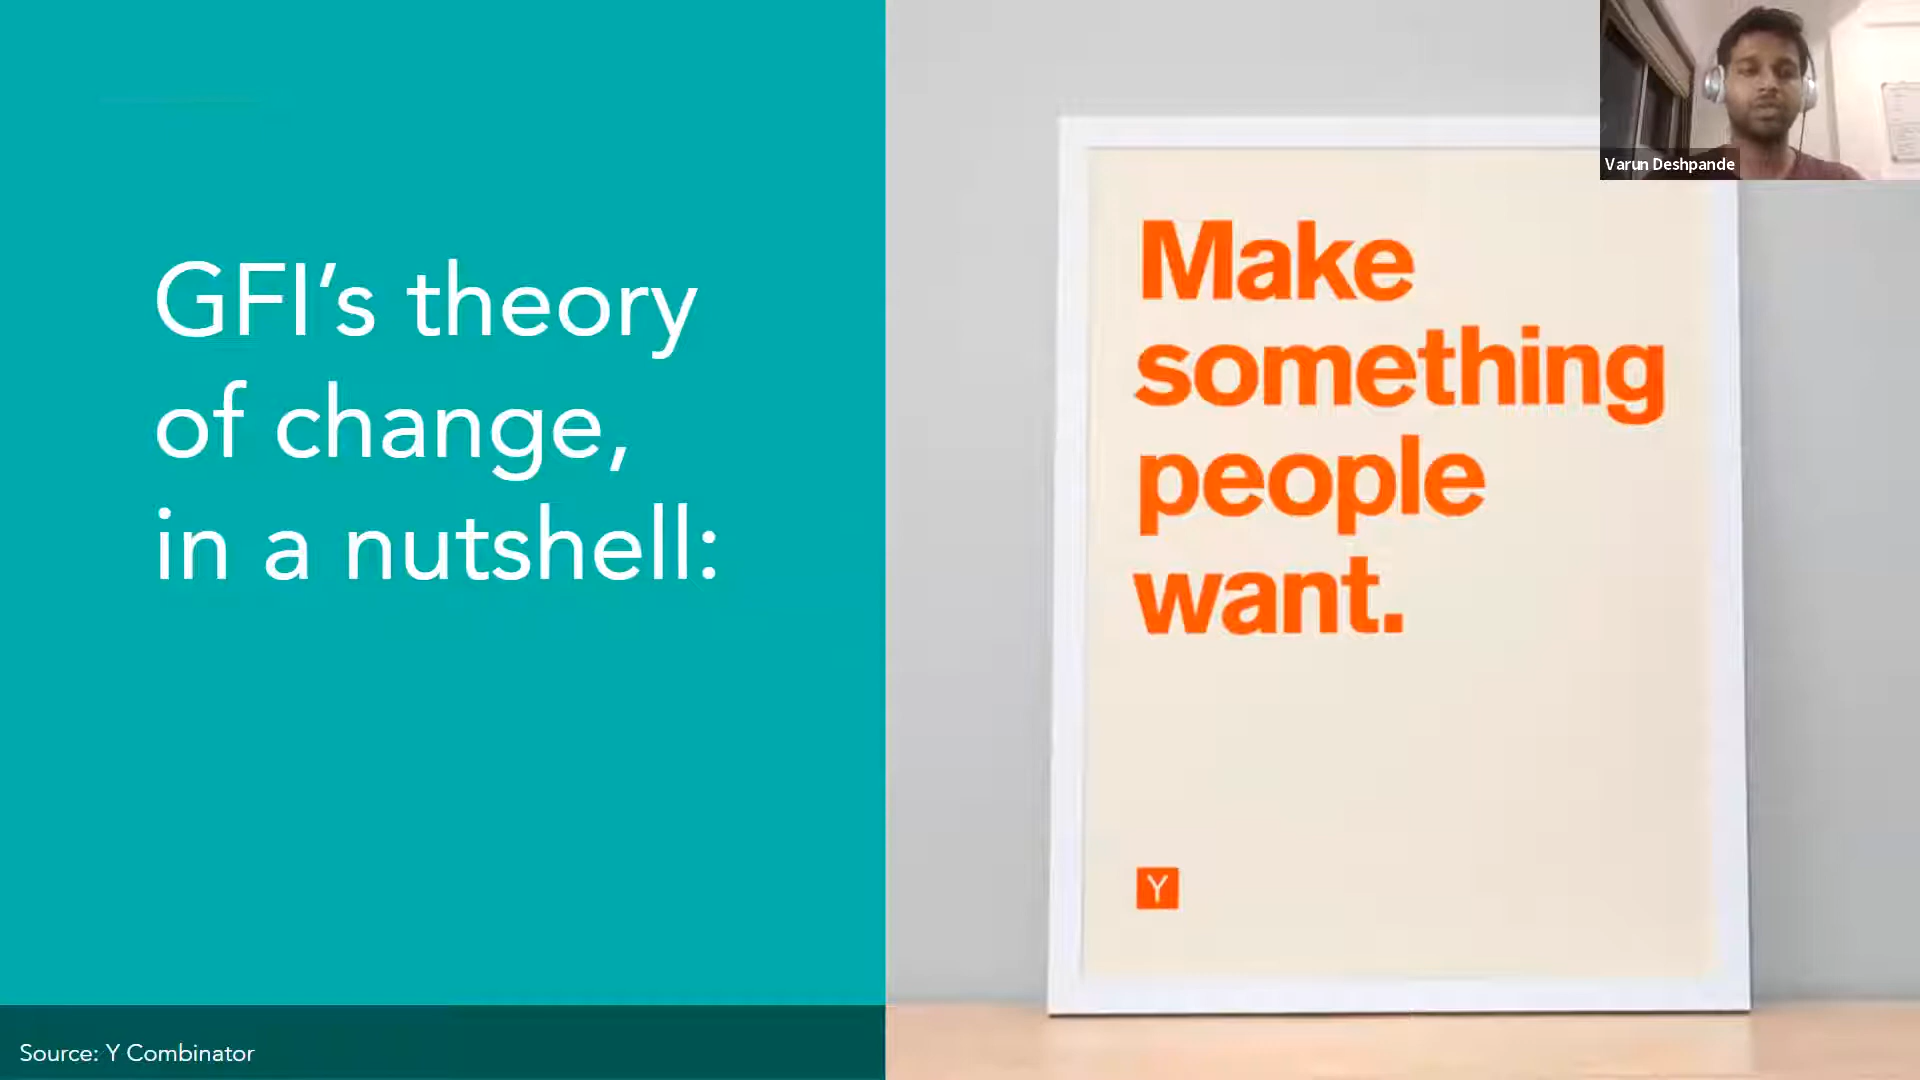 GFI’s theory
of change,
in a nutshell:
Source: Y Combinator
Make
something
people
want.
Y
Varun Deshpande